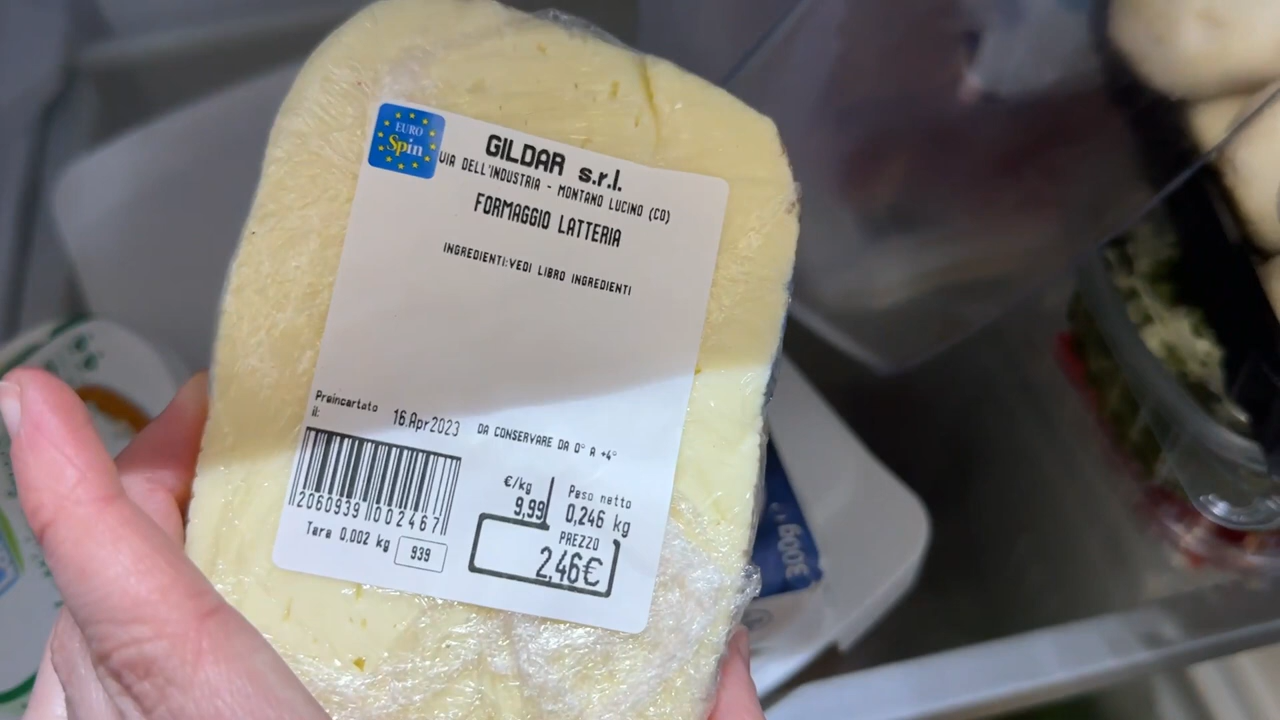 EURO
Spin
GILDAR s.r.l.
VIA DELL'INDUSTRIA - MONTANO LUCINO (CO)
FORMAGGIO LATTERIA
INGREDIENTI:VEDI LIBRO INGREDIENTI
Preincartato
il:
16.Apr2023
DA CONSERVARE DA 0° A +4°
€/kg
9,99
Peso netto
0,246 kg
2060939 002467
PREZZO
2,46€
Tara 0,002 kg
939
300g